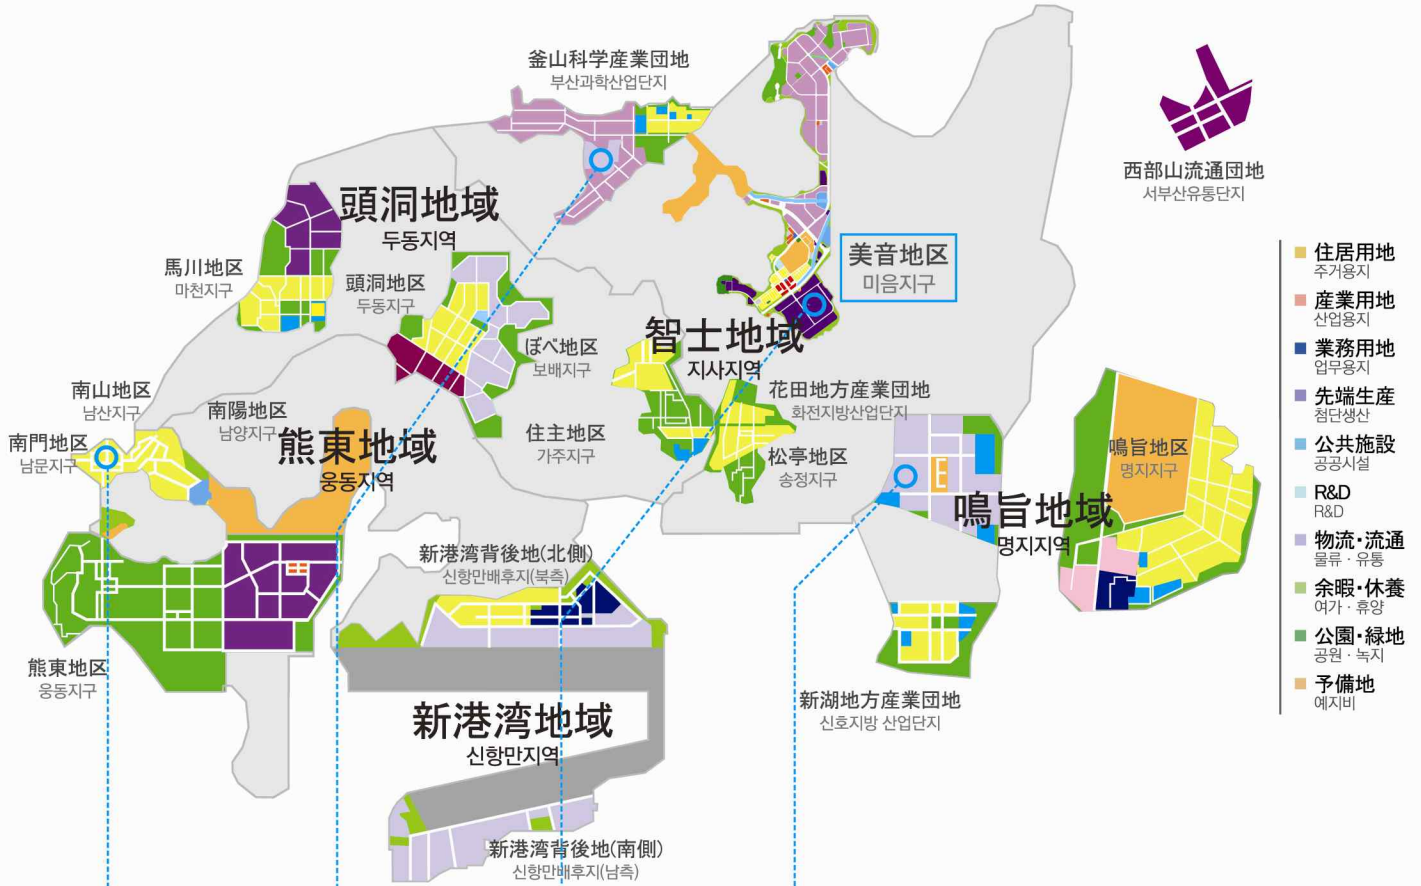 釜山科学産業団地
부산과학산업단지
西部山流通団地
서부산유통단지
頭洞地域
두동지역
馬川地区
마천지구
頭洞地区
두동지구
美音地区
미음지구
ぼべ地区
보배지구
智士地域
지사지역
南山地区
남산지구
南陽地区
남양지구
花田地方産業団地
화전지방산업단지
南門地区
남문지구
熊東地域
웅동지역
住主地区
가주지구
松亭地区
송정지구
鳴旨地区
명지지구
鳴旨地域
명지지역
新港湾背後地(北側)
신항만배후지(북측)
熊東地区
웅동지구
新港湾地域
신항만지역
新湖地方産業団地
신호지방 산업단지
新港湾背後地(南側)
신항만배후지(남측)
住居用地
주거용지
産業用地
산업용지
業務用地
업무용지
先端生産
첨단생산
公共施設
공공시설
R&D
R&D
物流・流通
물류 · 유통
余暇・休養
여가 · 휴양
公園・緑地
공원 · 녹지
予備地
예지비